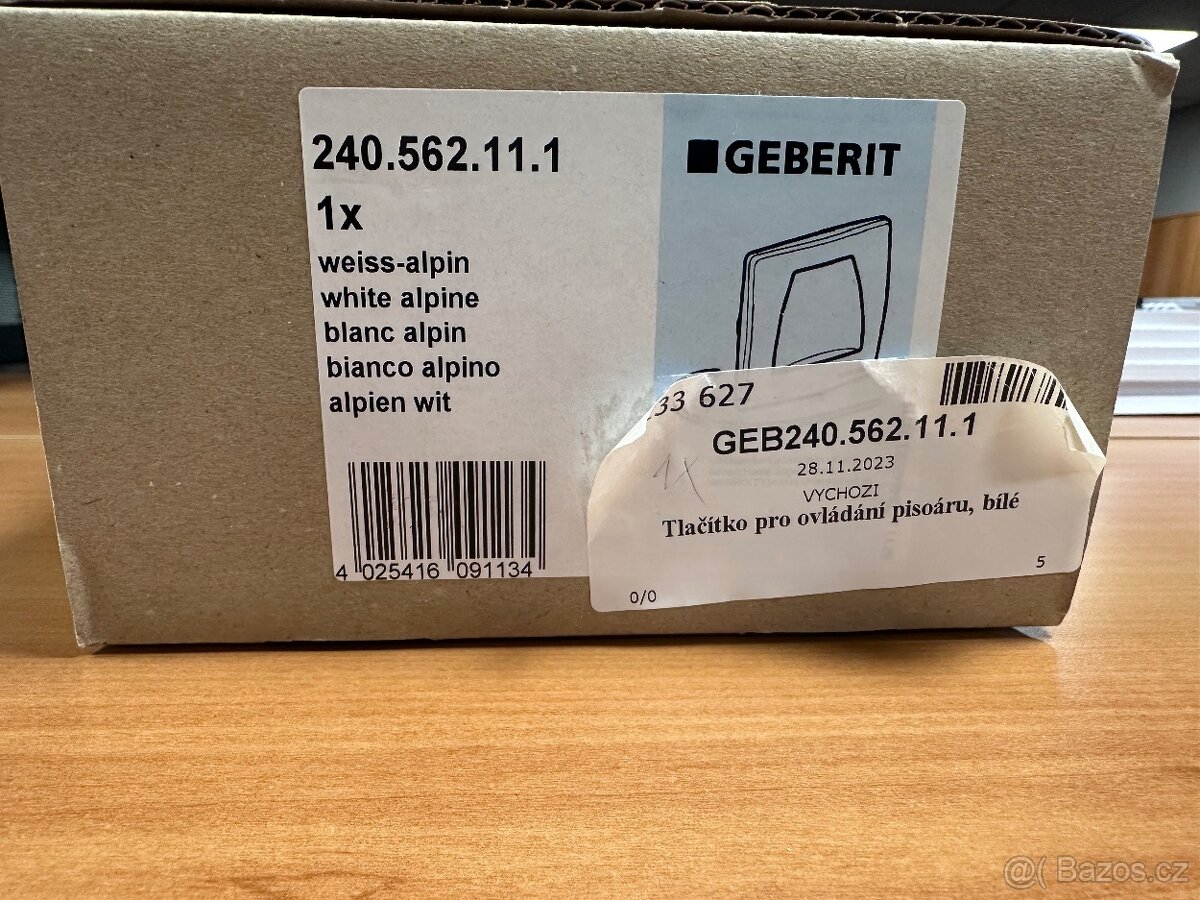 240.562.11.1
1x
weiss-alpin
white alpine
blanc alpin
bianco alpino
alpien wit
4 025416 091134
GEBERIT
33 627
GEB240.562.11.1
1x
28.11.2023
VYCHOZI
Tlačítko pro ovládání pisoáru, bílé
5
0/0
@( Bazos.cz